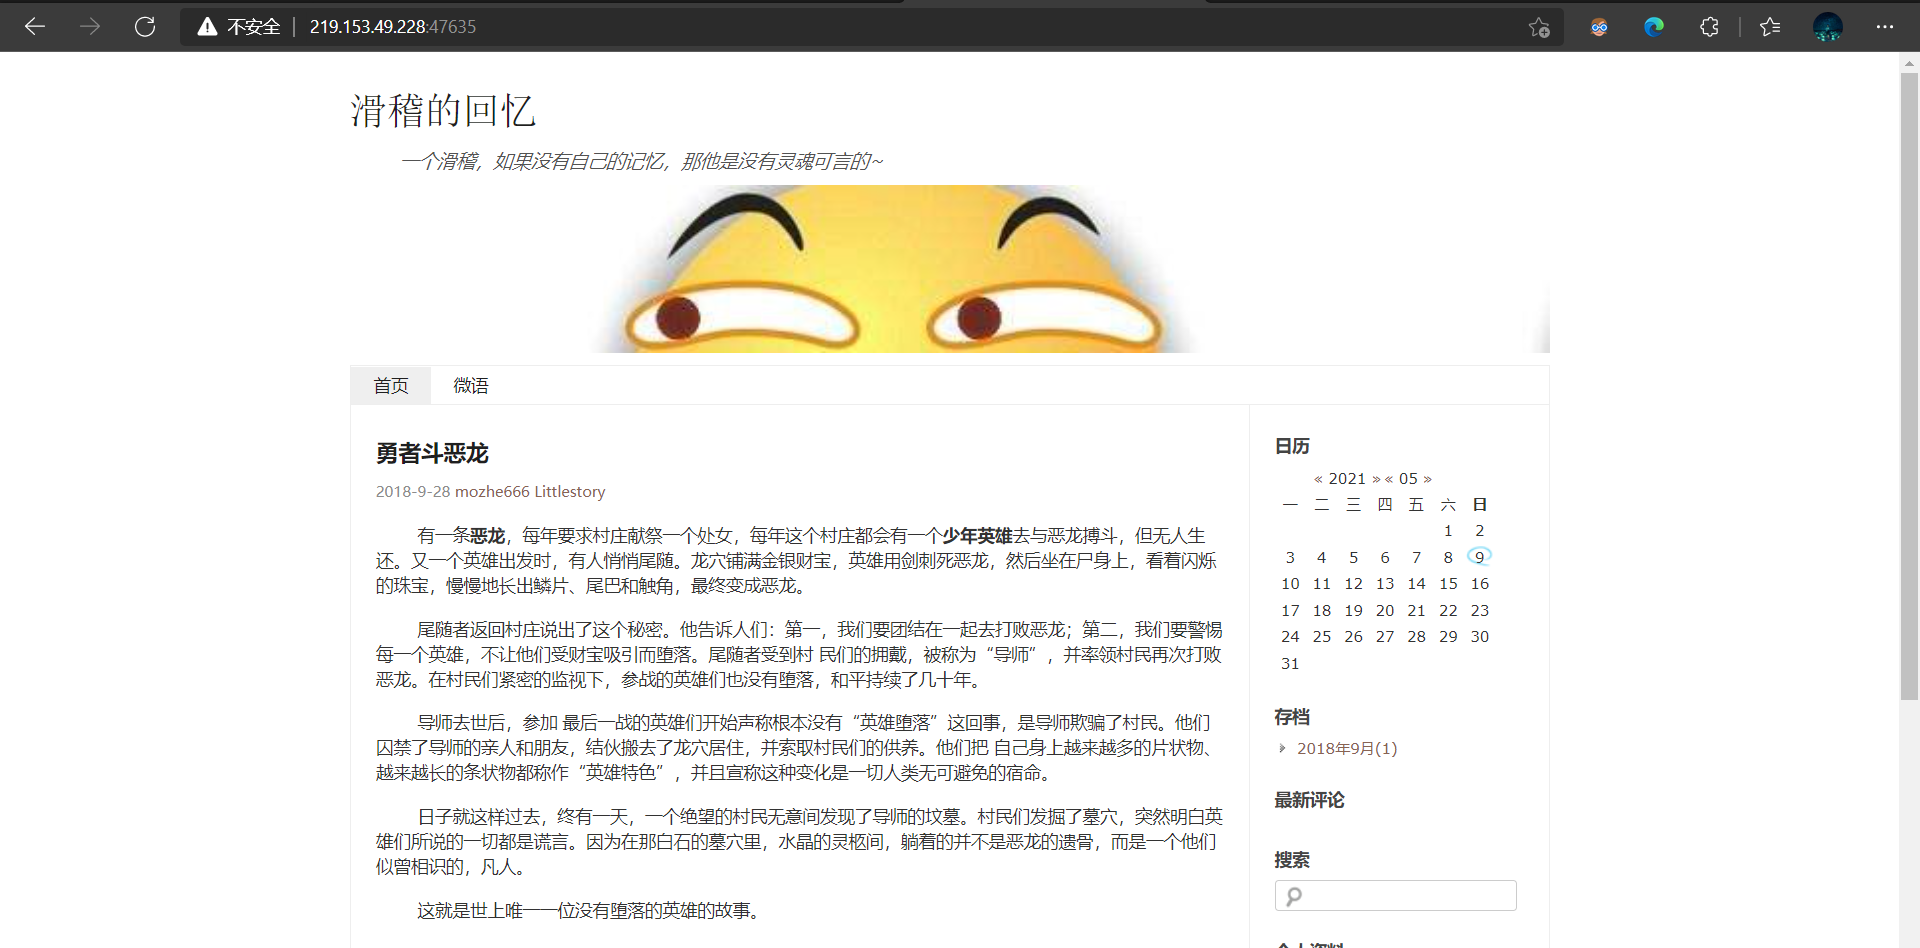 不安全 | 219.153.49.228:47635
滑稽的回忆
一个滑稽，如果没有自己的记忆，那他是没有灵魂可言的~
首页 微语
勇者斗恶龙
2018-9-28 mozhe666 Littlestory
有一条恶龙，每年要求村庄献祭一个处女，每年这个村庄都会有一个少年英雄去与恶龙搏斗，但无人生
还。又一个英雄出发时，有人悄悄尾随。龙穴铺满金银财宝，英雄用剑刺死恶龙，然后坐在尸身上，看着闪烁
的珠宝，慢慢地长出鳞片、尾巴和触角，最终变成恶龙。
尾随者返回村庄说出了这个秘密。他告诉人们：第一，我们要团结在一起去打败恶龙；第二，我们要警惕
每一个英雄，不让他们受财宝吸引而堕落。尾随者受到村 民们的拥戴，被称为“导师”，并率领村民再次打败
恶龙。在村民们紧密的监视下，参战的英雄们也没有堕落，和平持续了几十年。
导师去世后，参加 最后一战的英雄们开始声称根本没有“英雄堕落”这回事，是导师欺骗了村民。他们
囚禁了导师的亲人和朋友，结伙搬去了龙穴居住，并索取村民们的供养。他们把 自己身上越来越多的片状物、
越来越长的条状物都称作“英雄特色”，并且宣称这种变化是一切人类无可避免的宿命。
日子就这样过去，终有一天，一个绝望的村民无意间发现了导师的坟墓。村民们发掘了墓穴，突然明白英
雄们所说的一切都是谎言。因为在那白石的墓穴里，水晶的灵柩间，躺着的并不是恶龙的遗骨，而是一个他们
似曾相识的，凡人。
这就是世上唯一一位没有堕落的英雄的故事。
日历
« 2021 »« 05 »
一 二 三 四 五 六 日
1 2
3 4 5 6 7 8 9
10 11 12 13 14 15 16
17 18 19 20 21 22 23
24 25 26 27 28 29 30
31
存档
2018年9月(1)
最新评论
搜索